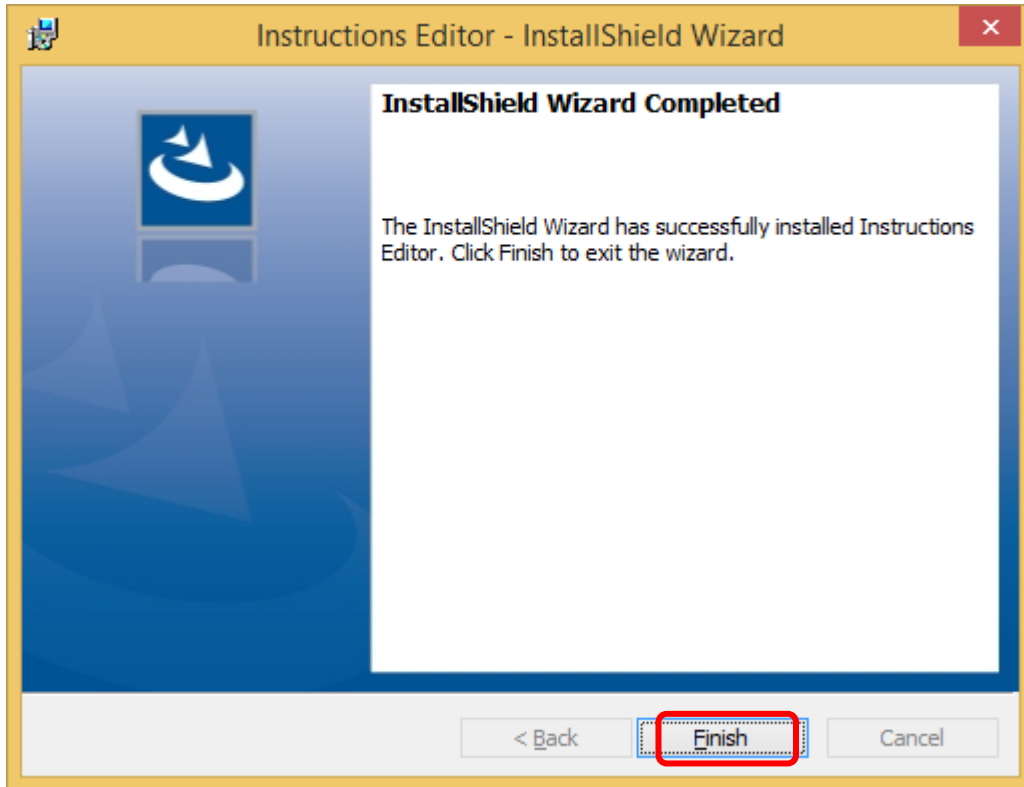 Instructions Editor - InstallShield Wizard
InstallShield Wizard Completed
The InstallShield Wizard has successfully installed Instructions
Editor. Click Finish to exit the wizard.
< Back
Finish
Cancel